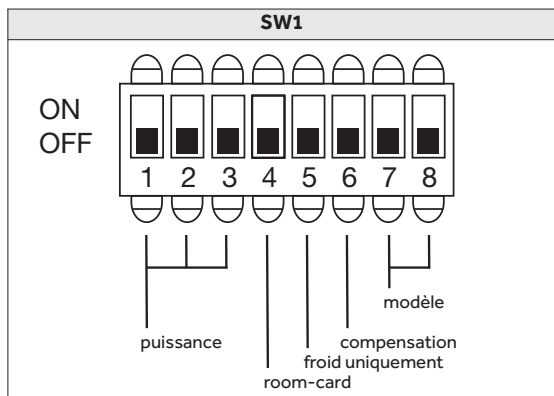 SW1
ON
OFF
1 2 3 4 5 6 7 8
modèle
puissance
compensation
froid uniquement
room-card